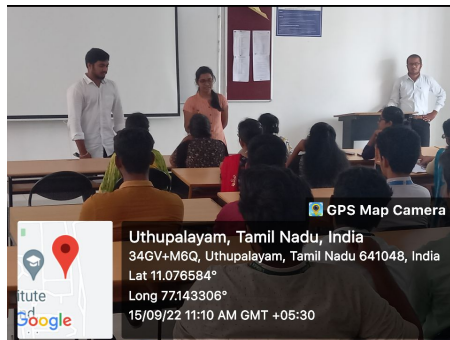 GPS Map Camera
Uthupalayam, Tamil Nadu, India
34GV+M6Q, Uthupalayam, Tamil Nadu 641048, India
Lat 11.076584°
Long 77.143306°
15/09/22 11:10 AM GMT +05:30
itute
Google